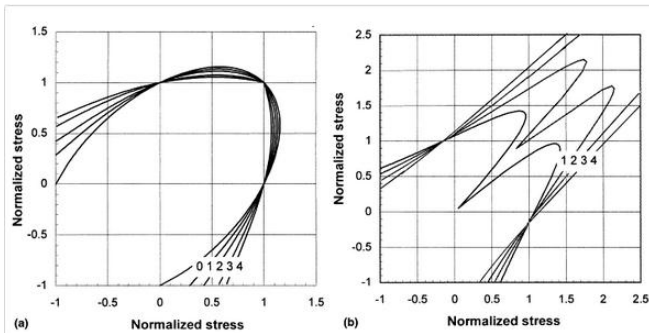 1.5
1
0.5
0
-0.5
-1
-1 -0.5 0 0.5 1 1.5
Normalized stress
Normalized stress
0 1 2 3 4
(a)
2.5
2
1.5
1
0.5
0
-0.5
-1
-1 -0.5 0 0.5 1 1.5 2 2.5
Normalized stress
Normalized stress
1 2 3 4
(b)